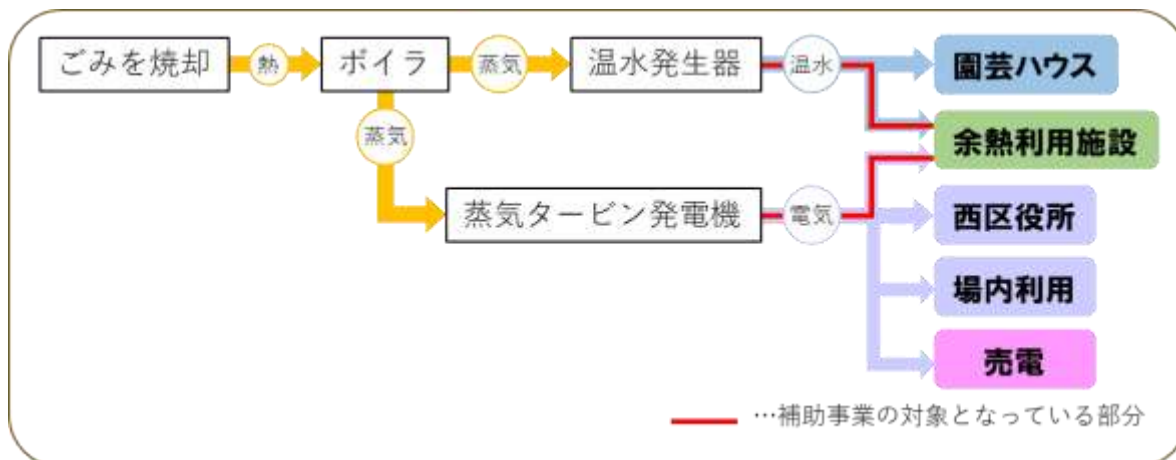 ごみを焼却
熱
ボイラ
蒸気
温水発生器
温水
園芸ハウス
余熱利用施設
蒸気
蒸気タービン発電機
電気
西区役所
場内利用
売電
…補助事業の対象となっている部分